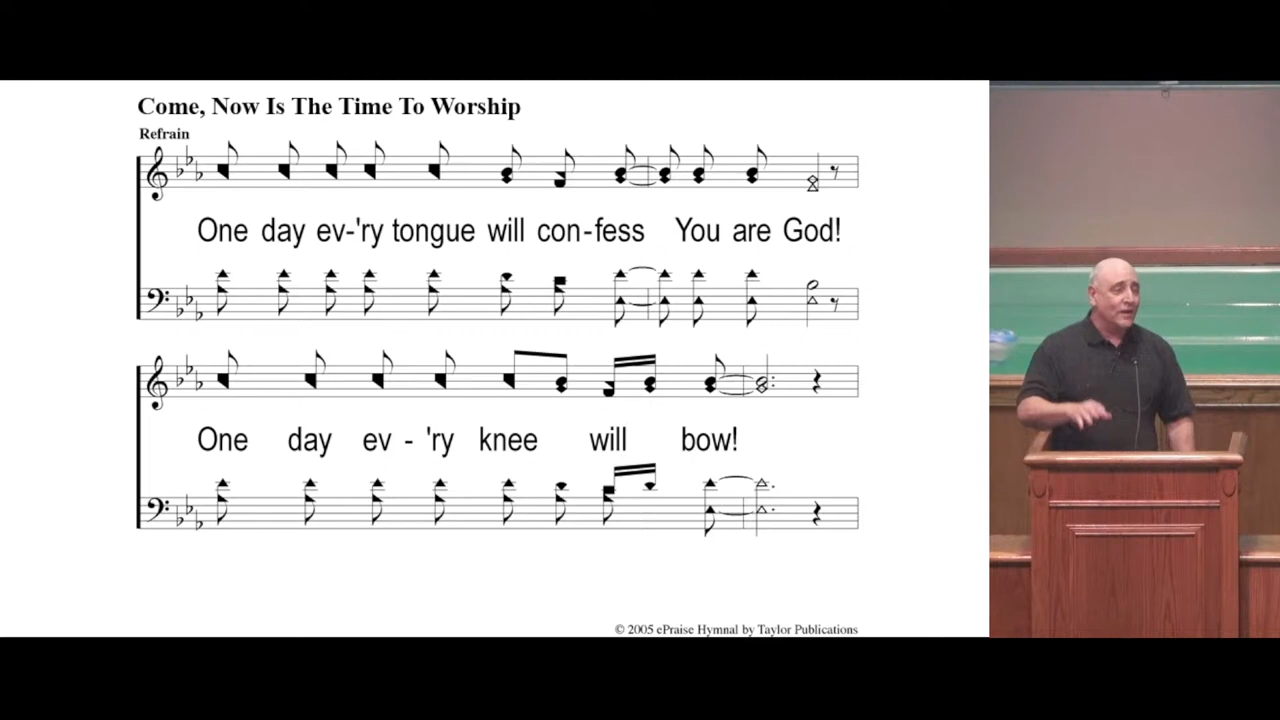 Come, Now Is The Time To Worship
Refrain
One day ev-'ry tongue will con-fess You are God!
One day ev - 'ry knee will bow!
© 2005 ePraise Hymnal by Taylor Publications